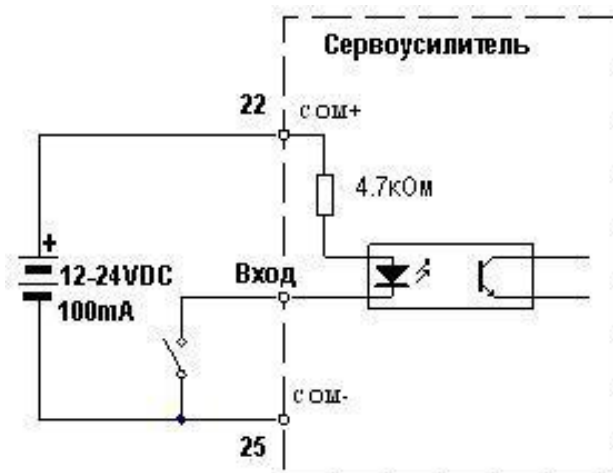 Сервоусилитель
22
COM+
4.7кОм
+
12-24VDC
100mA
Вход
COM-
25